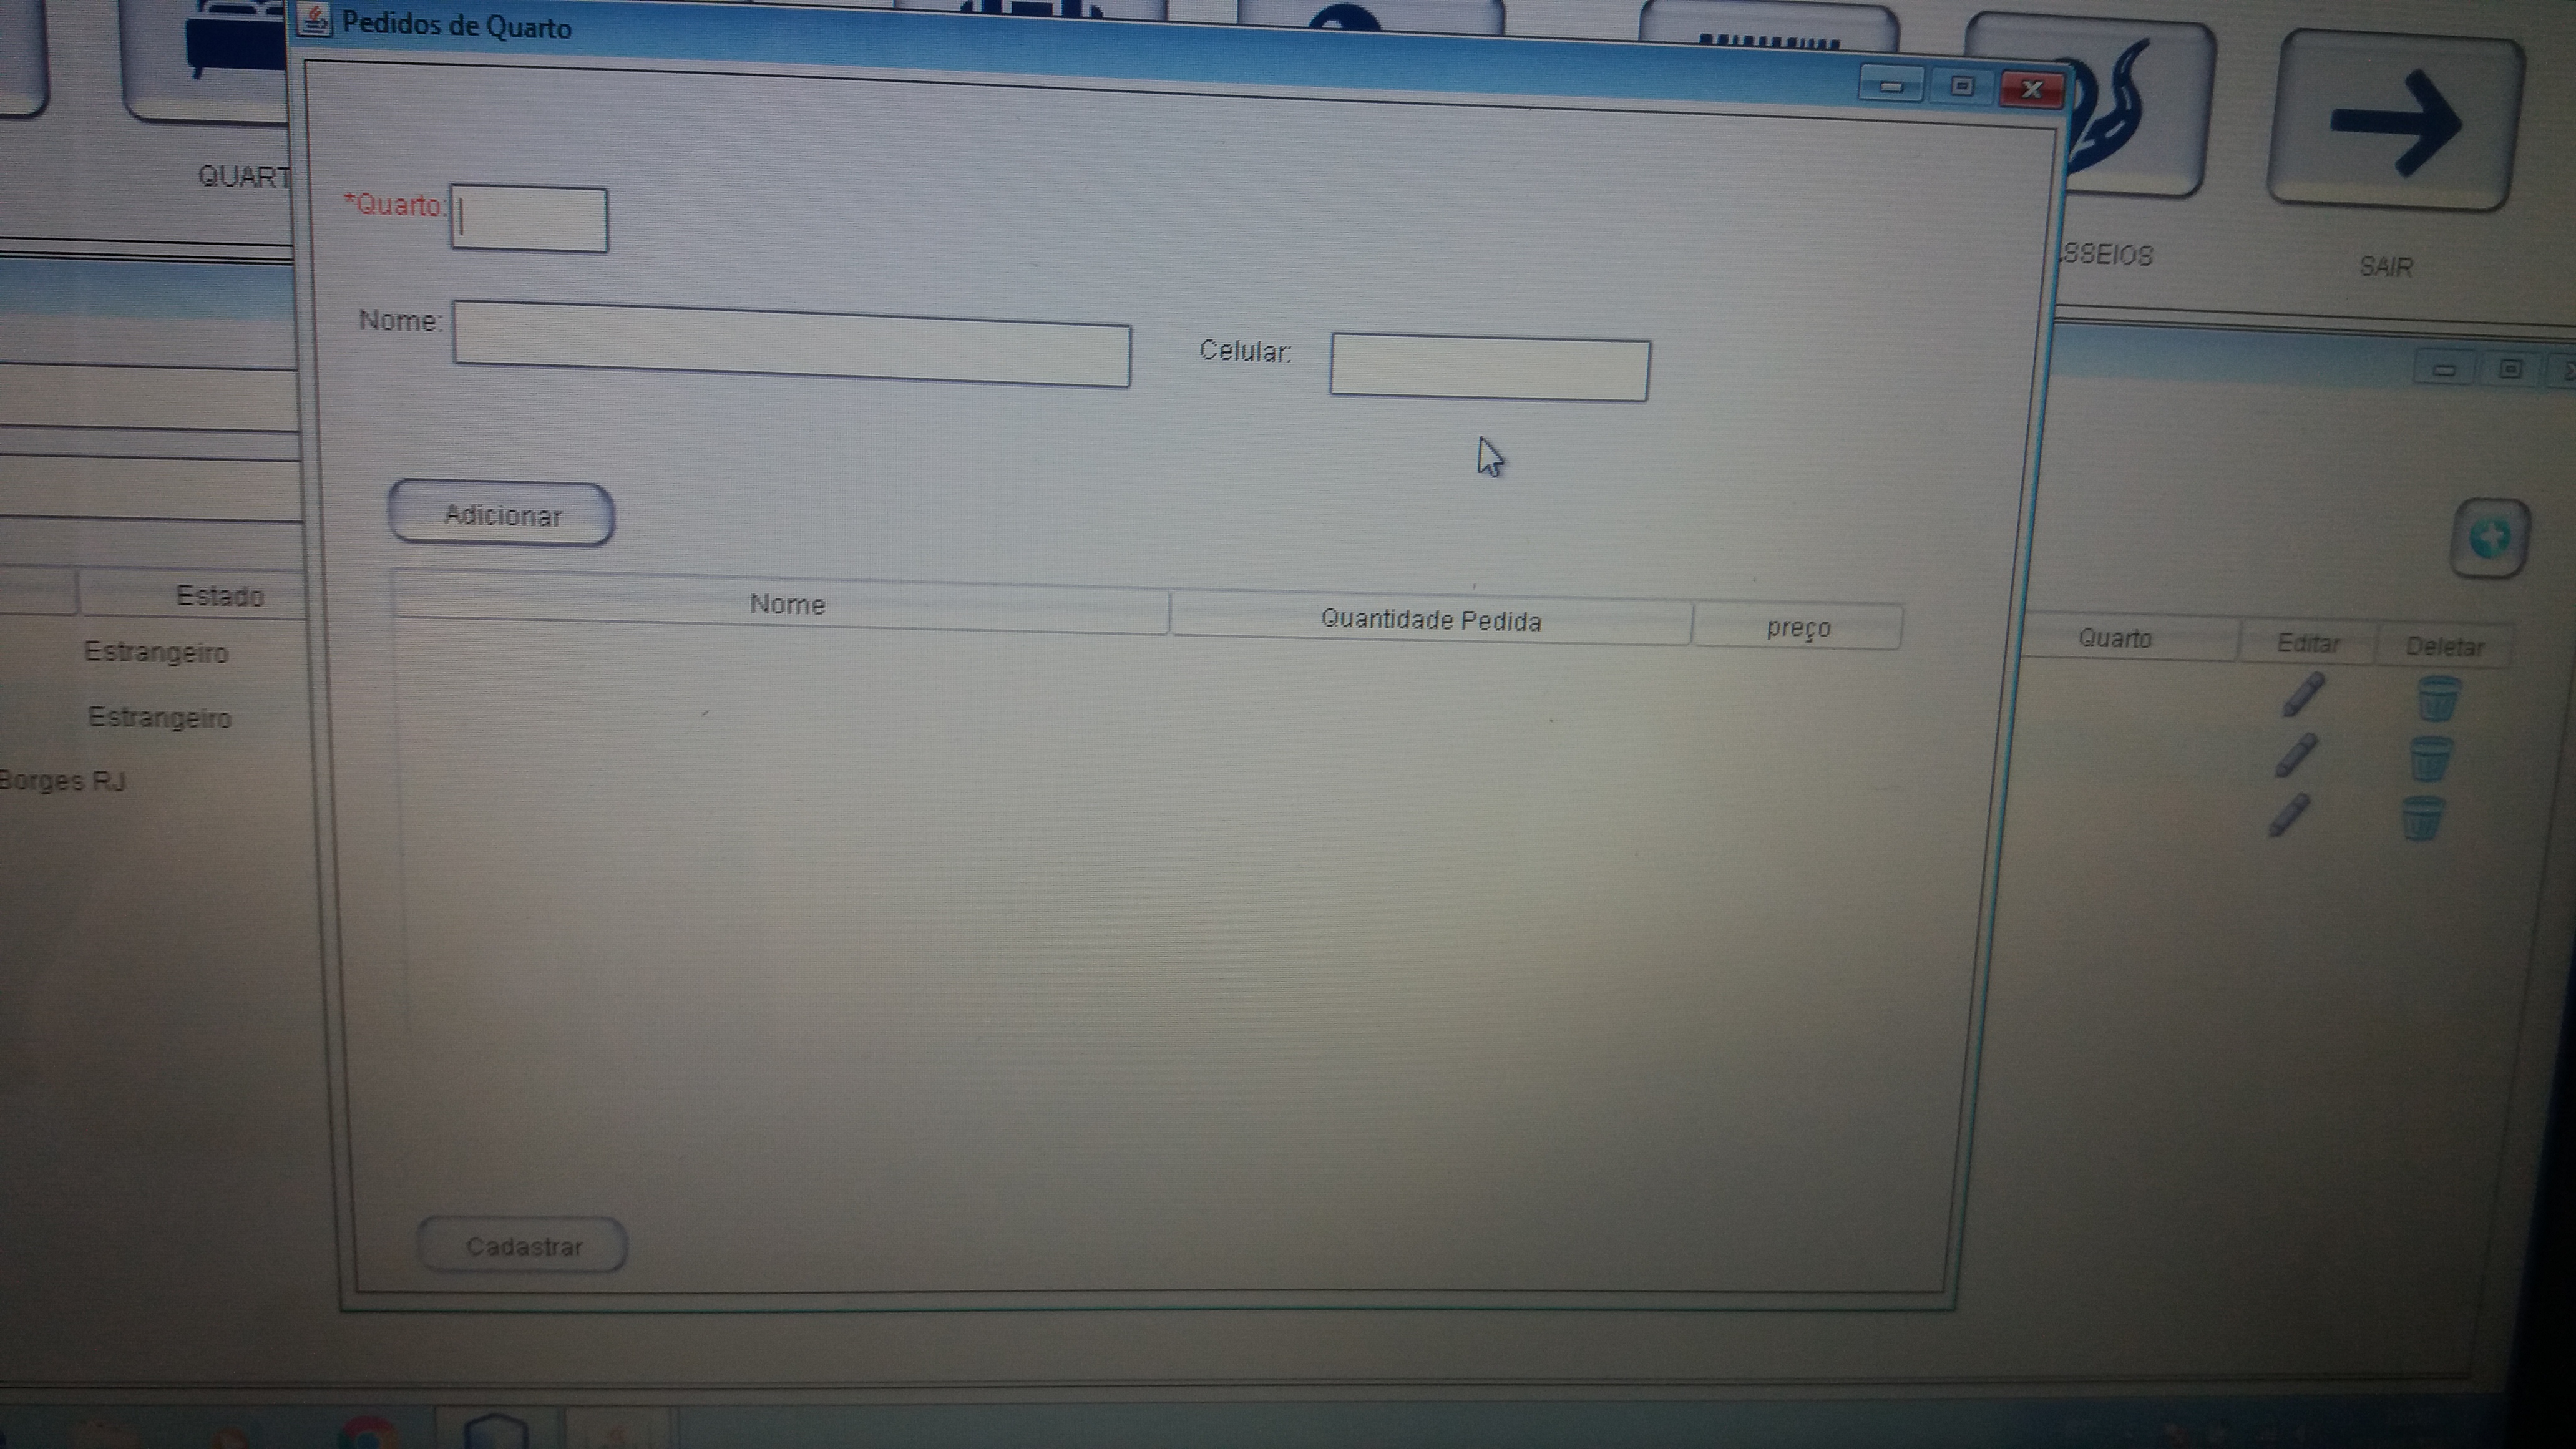 Pedidos de Quarto
QUART
*Quarto:
SSEIOS
SAIR
Nome:
Celular:
Adicionar
Estado
Nome
Quantidade Pedida
preço
Quarto
Editar
Deletar
Estrangeiro
Estrangeiro
Borges RJ
Cadastrar